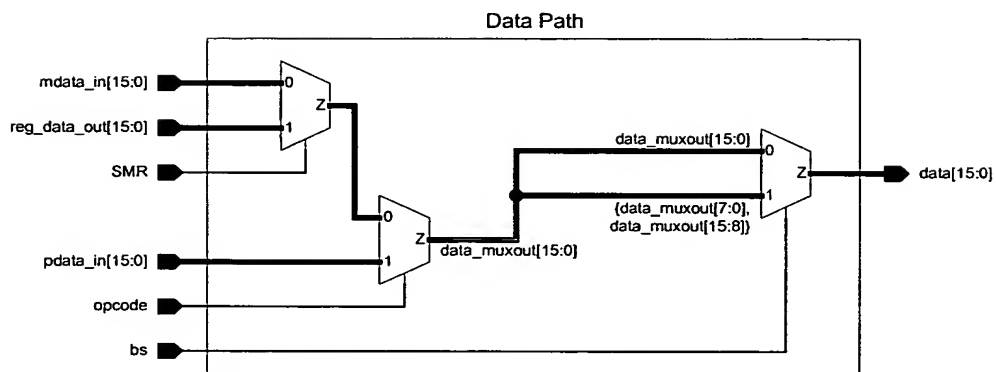 Data Path
mdata_in[15:0]
0
Z
reg_data_out[15:0]
1
SMR
data_muxout[15:0]
0
Z
data[15:0]
1
{data_muxout[7:0],
data_muxout[15:8]}
0
Z
data_muxout[15:0]
pdata_in[15:0]
1
opcode
bs